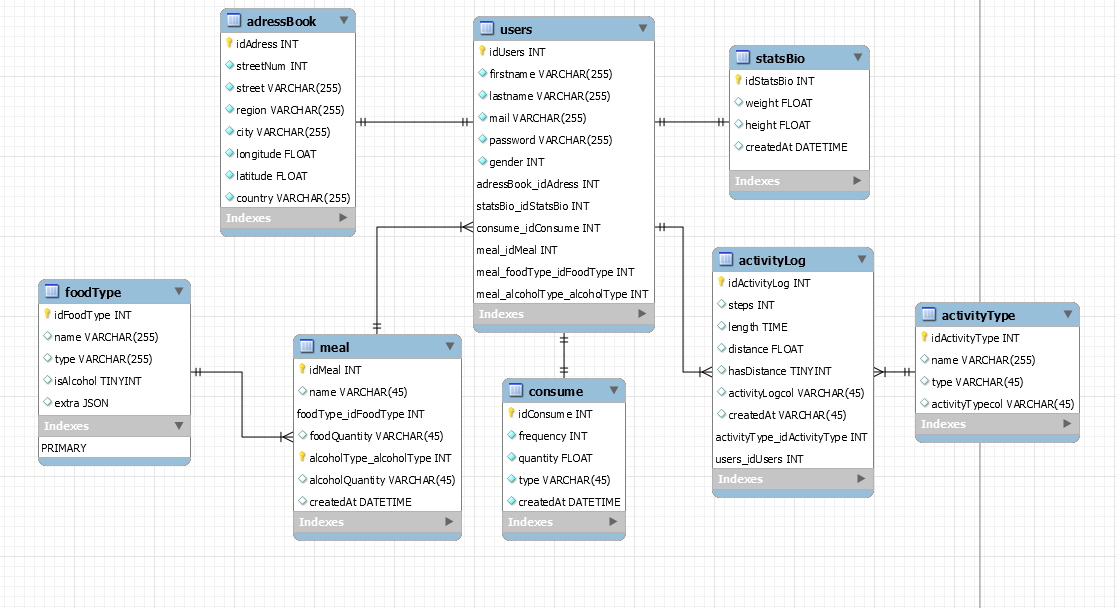 adressBook
idAdress INT
streetNum INT
street VARCHAR(255)
region VARCHAR(255)
city VARCHAR(255)
longitude FLOAT
latitude FLOAT
country VARCHAR(255)
Indexes
users
idUsers INT
firstname VARCHAR(255)
lastname VARCHAR(255)
mail VARCHAR(255)
password VARCHAR(255)
gender INT
adressBook_idAdress INT
statsBio_idStatsBio INT
consume_idConsume INT
meal_idMeal INT
meal_foodType_idFoodType INT
meal_alcoholType_alcoholType INT
Indexes
statsBio
idStatsBio INT
weight FLOAT
height FLOAT
createdAt DATETIME
Indexes
foodType
idFoodType INT
name VARCHAR(255)
type VARCHAR(255)
isAlcohol TINYINT
extra JSON
Indexes
PRIMARY
meal
idMeal INT
name VARCHAR(45)
foodType_idFoodType INT
foodQuantity VARCHAR(45)
alcoholType_alcoholType INT
alcoholQuantity VARCHAR(45)
createdAt DATETIME
Indexes
consume
idConsume INT
frequency INT
quantity FLOAT
type VARCHAR(45)
createdAt DATETIME
Indexes
activityLog
idActivityLog INT
steps INT
length TIME
distance FLOAT
hasDistance TINYINT
activityLogcol VARCHAR(45)
createdAt VARCHAR(45)
activityType_idActivityType INT
users_idUsers INT
Indexes
activityType
idActivityType INT
name VARCHAR(255)
type VARCHAR(45)
activityTypecol VARCHAR(45)
Indexes